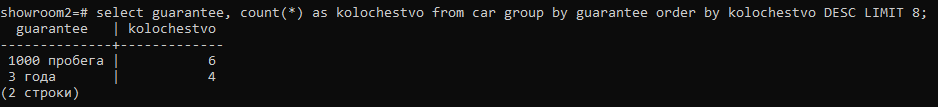 showroom2=# select guarantee, count(*) as kolochestvo from car group by guarantee order by kolochestvo DESC LIMIT 8;
  guarantee   | kolochestvo
--------------+-------------
 1000 пробега |           6
 3 года       |           4
(2 строки)